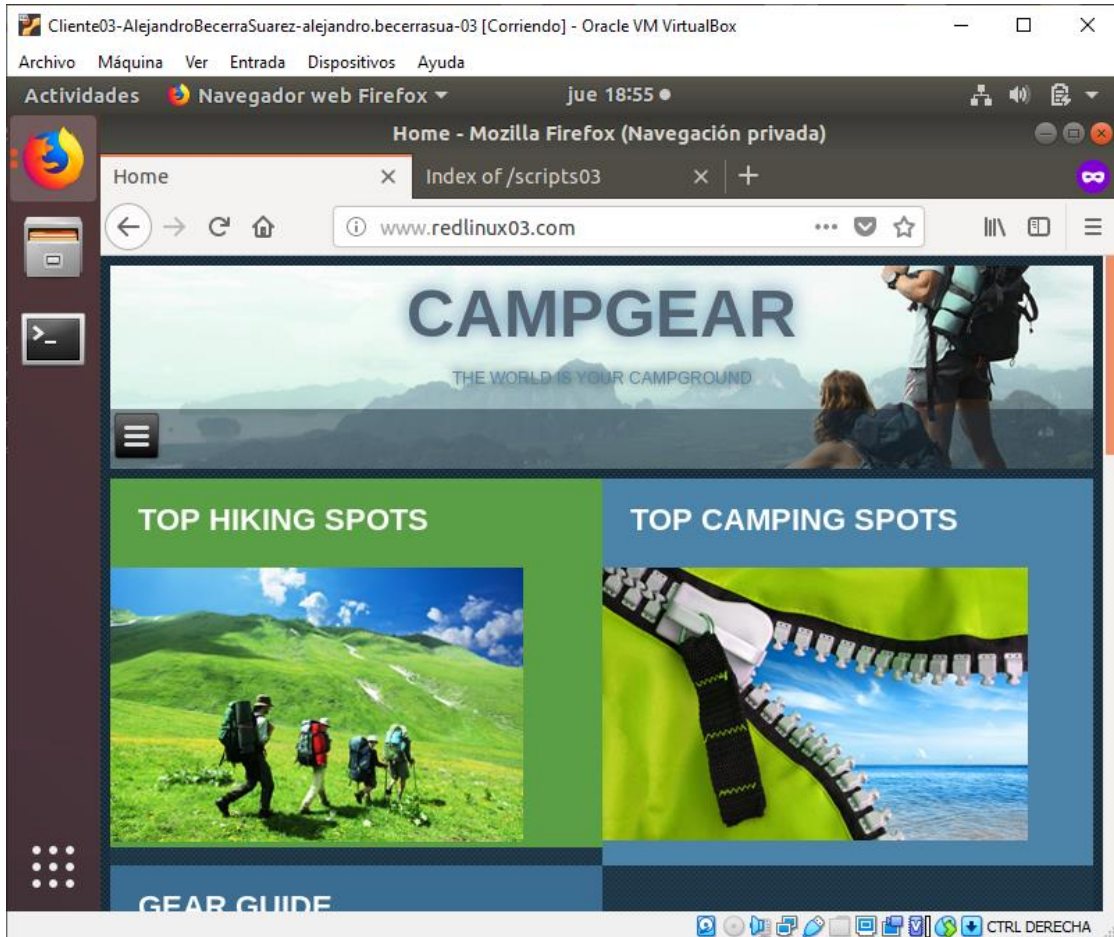 Cliente03-AlejandroBecerraSuarez-alejandro.becerrasua-03 [Corriendo] - Oracle VM VirtualBox
Archivo Máquina Ver Entrada Dispositivos Ayuda
Actividades Navegador web Firefox jue 18:55
Home - Mozilla Firefox (Navegación privada)
Home Index of /scripts03
www.redlinux03.com
CAMPGEAR
THE WORLD IS YOUR CAMPGROUND
TOP HIKING SPOTS TOP CAMPING SPOTS
GEAR GUIDE
CTRL DERECHA